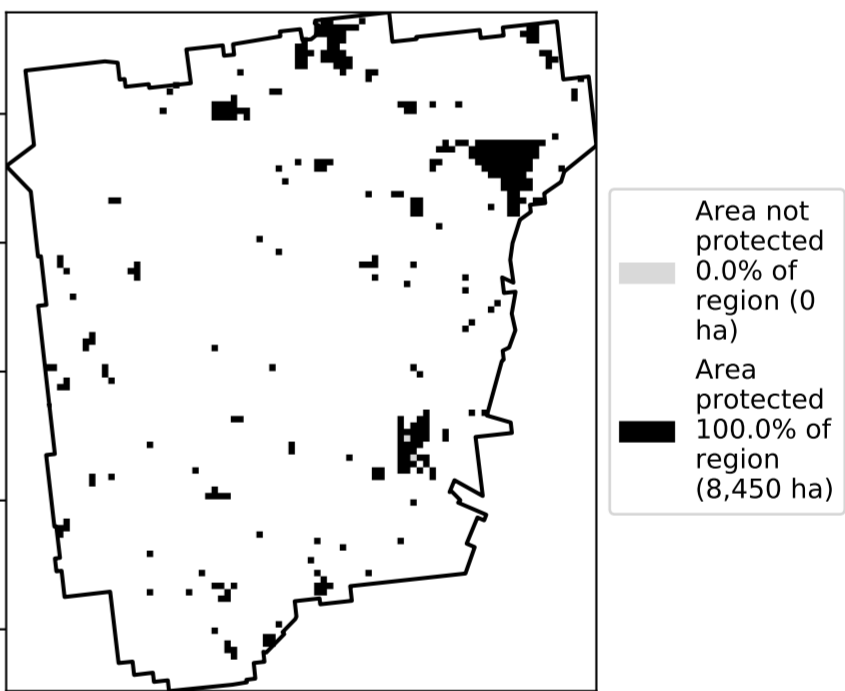 Area not
protected
0.0% of
region (0
ha)
Area
protected
100.0% of
region
(8,450 ha)